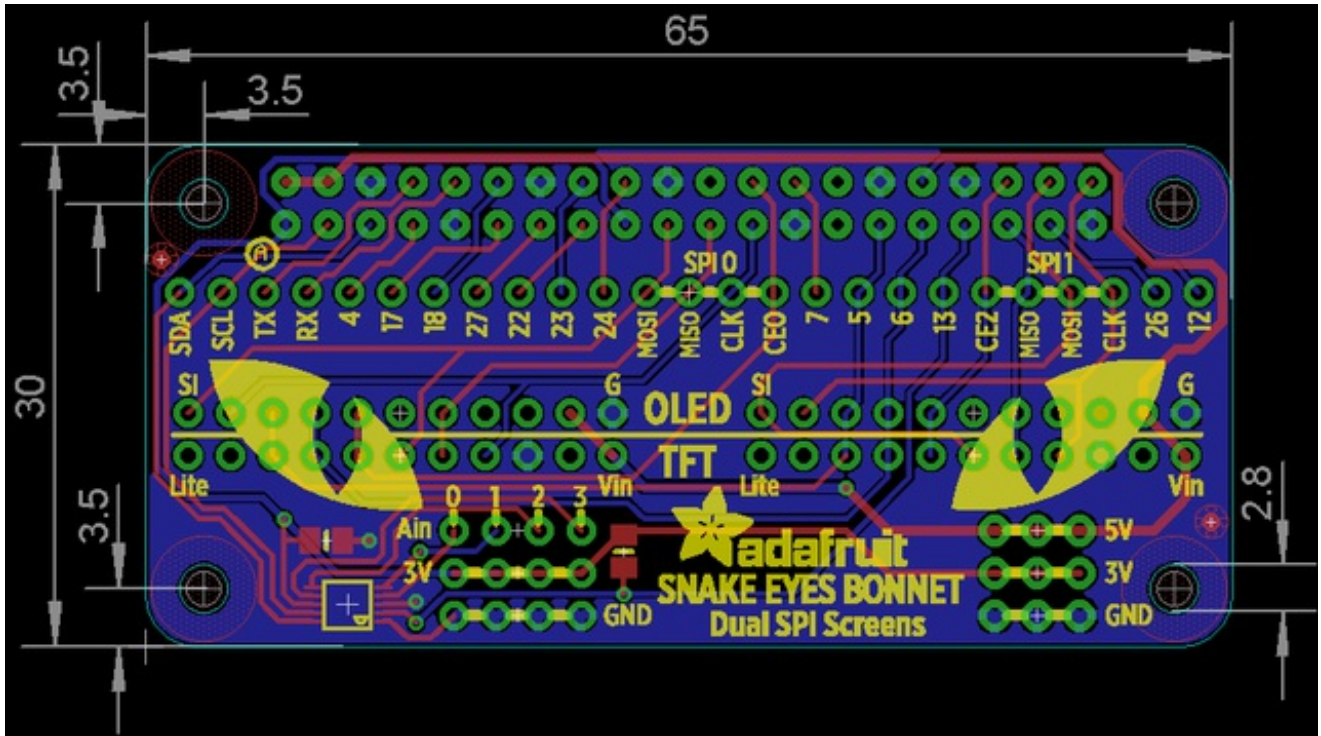 65
3.5
3.5
30
A
SPI 0
SPI 1
SDA
SCL
TX
RX
4
17
18
27
22
23
24
MOSI
MISO
CLK
CE0
7
5
6
13
CE2
MISO
MOSI
CLK
26
12
SI
G
OLED
SI
G
TFT
Lite
Vin
Lite
Vin
0 1 2 3
Ain
3V
GND
adafruit
SNAKE EYES BONNET
Dual SPI Screens
5V
3V
GND
3.5
2.8